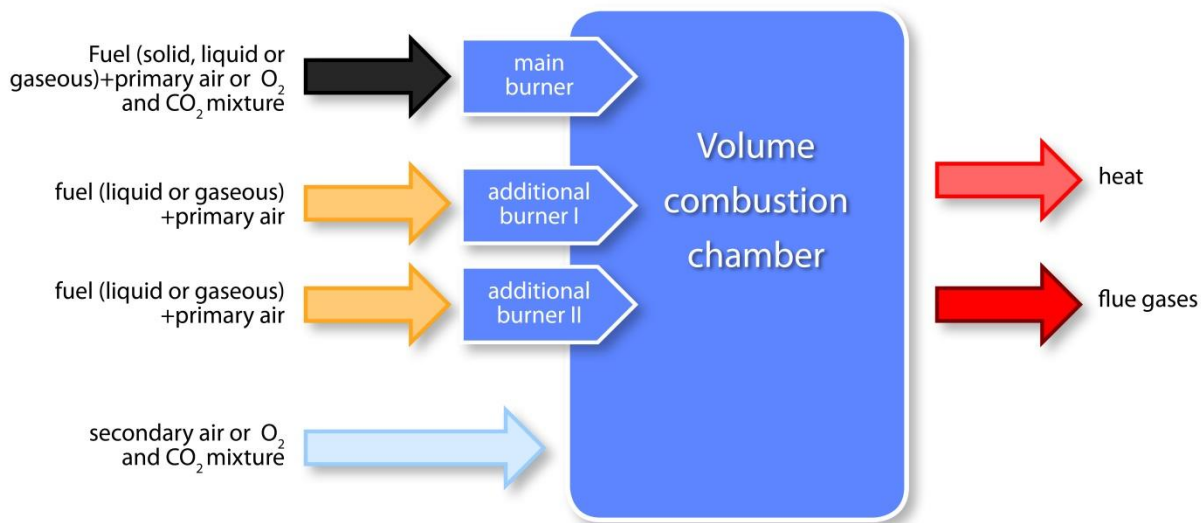 Fuel (solid, liquid or
gaseous)+primary air or O₂
and CO₂ mixture
main
burner
fuel (liquid or gaseous)
+primary air
additional
burner I
fuel (liquid or gaseous)
+primary air
additional
burner II
secondary air or O₂
and CO₂ mixture
Volume
combustion
chamber
heat
flue gases